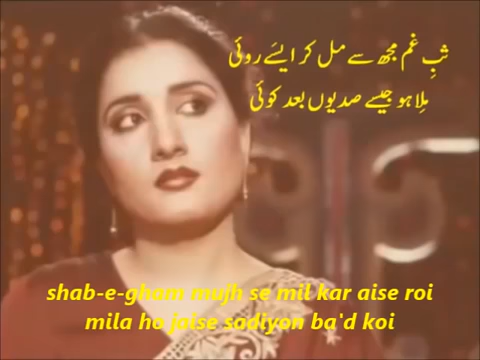 شبِ غم مجھ سے مل کر ایسے روئی
مِلا ہو جیسے صدیوں بعد کوئی
shab-e-gham mujh se mil kar aise roi
mila ho jaise sadiyon ba'd koi